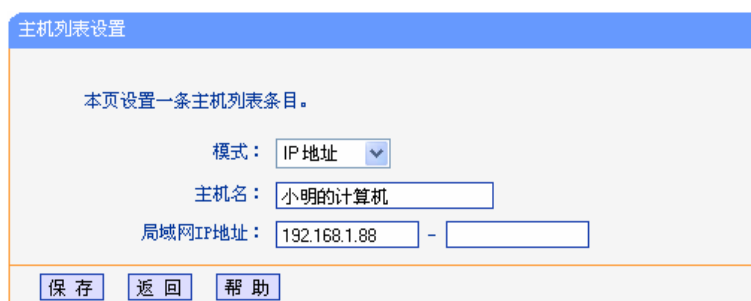 主机列表设置
本页设置一条主机列表条目。
模式： IP地址
主机名： 小明的计算机
局域网IP地址： 192.168.1.88 -
保存 返回 帮助